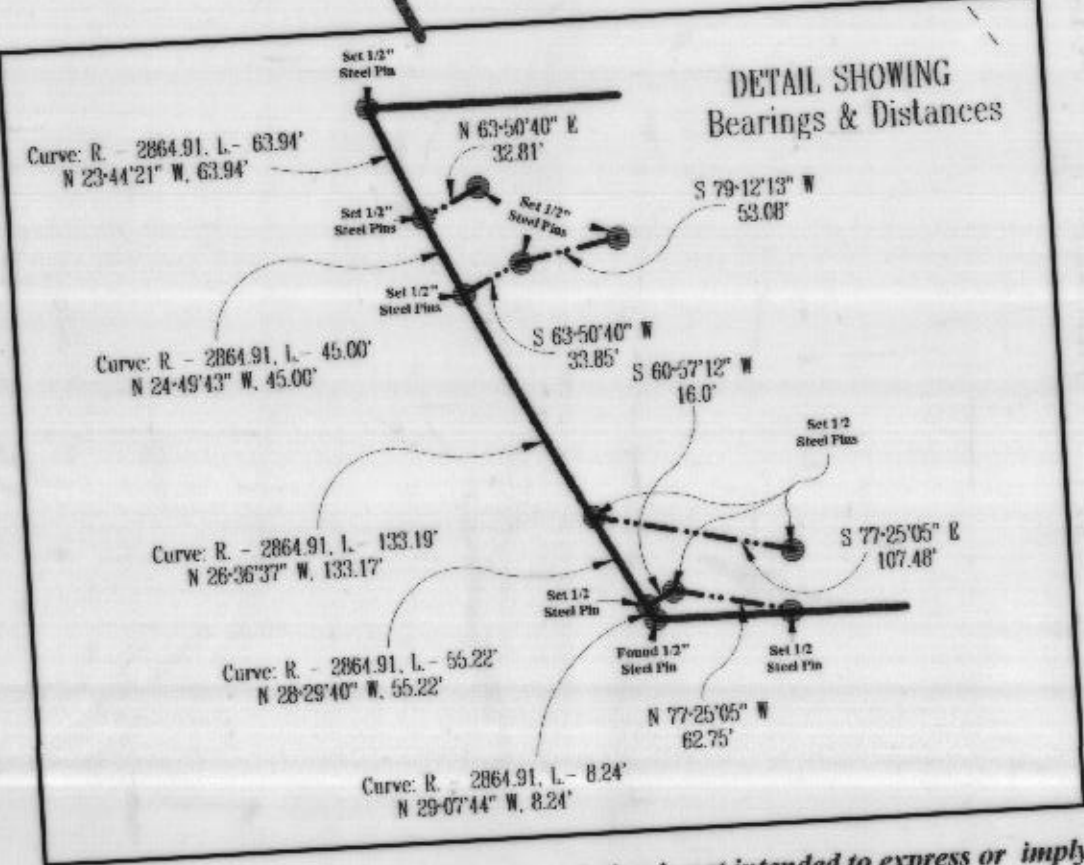 Set 1/2"
Steel Pin
DETAIL SHOWING
Bearings & Distances
Curve: R. - 2864.91, L.- 63.94'
N 23·44'21" W, 63.94'
N 63·50'40" E
32.81'
S 79·12'13" W
53.08'
Set 1/2"
Steel Pins
Set 1/2"
Steel Pins
Set 1/2"
Steel Pins
Curve: R. - 2864.91, L.- 45.00'
N 24·49'43" W, 45.00'
S 63·50'40" W
33.85'
S 60·57'12" W
16.0'
Set 1/2
Steel Pins
Curve: R. - 2864.91, L.- 133.19'
N 26·36'37" W, 133.17'
S 77·25'05" E
107.48'
Set 1/2
Steel Pin
Found 1/2"
Steel Pin
Set 1/2
Steel Pin
Curve: R. - 2864.91, L.- 55.22'
N 28·29'40" W, 55.22'
N 77·25'05" W
62.75'
Curve: R. - 2864.91, L.- 8.24'
N 29·07'44" W, 8.24'
not intended to express or imply